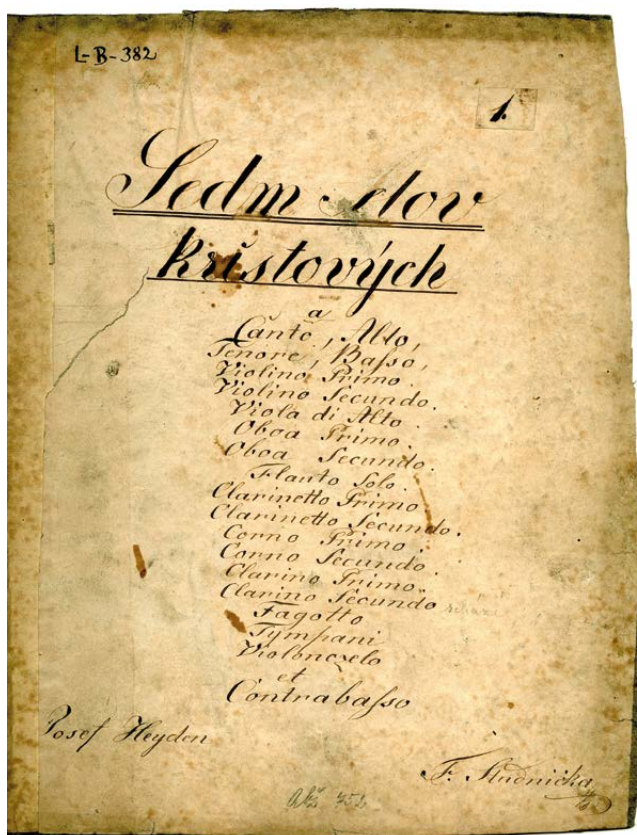 L-B-382
1.
Sedm slov
kristových
a
Canto, Alto,
Tenore, Baſso,
Violino Primo.
Violino Secundo.
Viola di Alto.
Oboa Primo.
Oboa Secundo.
Flauto Solo.
Clarinetto Primo
Clarinetto Secundo.
Corno Primo.
Corno Secundo.
Clarino Primo.
Clarino Secundo
Fagotto
Tympani
Violonczelo
et
Contrabaſso
Josef Heyden
F. Studnička